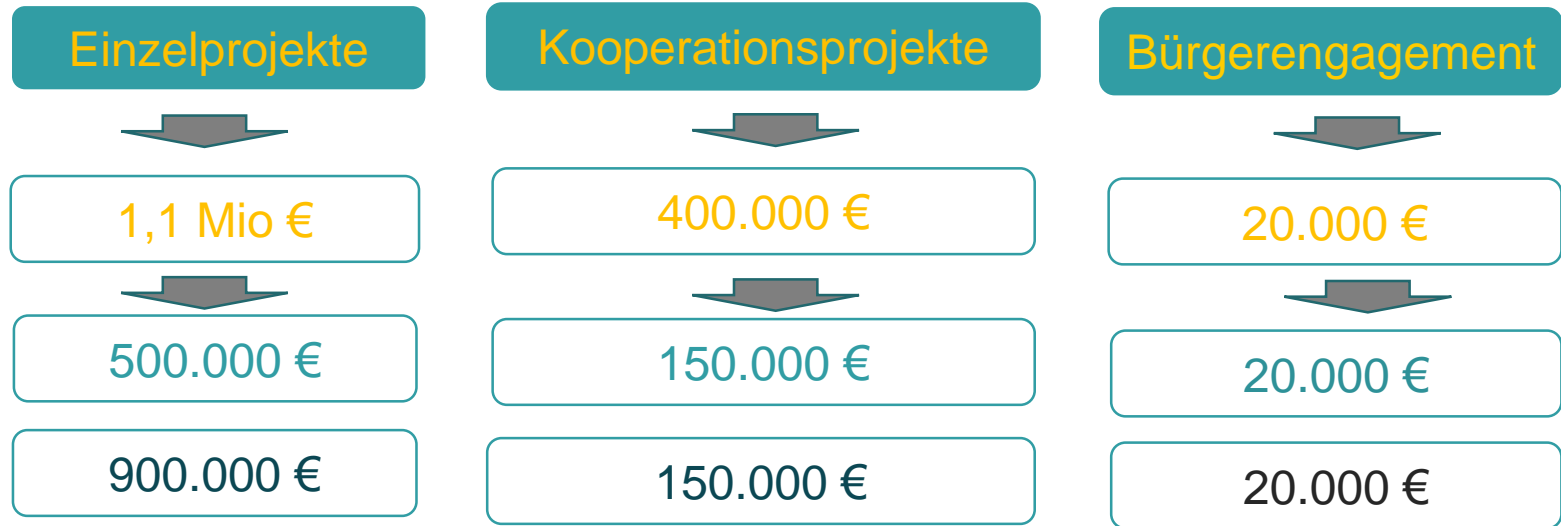 Einzelprojekte
Kooperationsprojekte
Bürgerengagement
1,1 Mio €
400.000 €
20.000 €
500.000 €
150.000 €
20.000 €
900.000 €
150.000 €
20.000 €